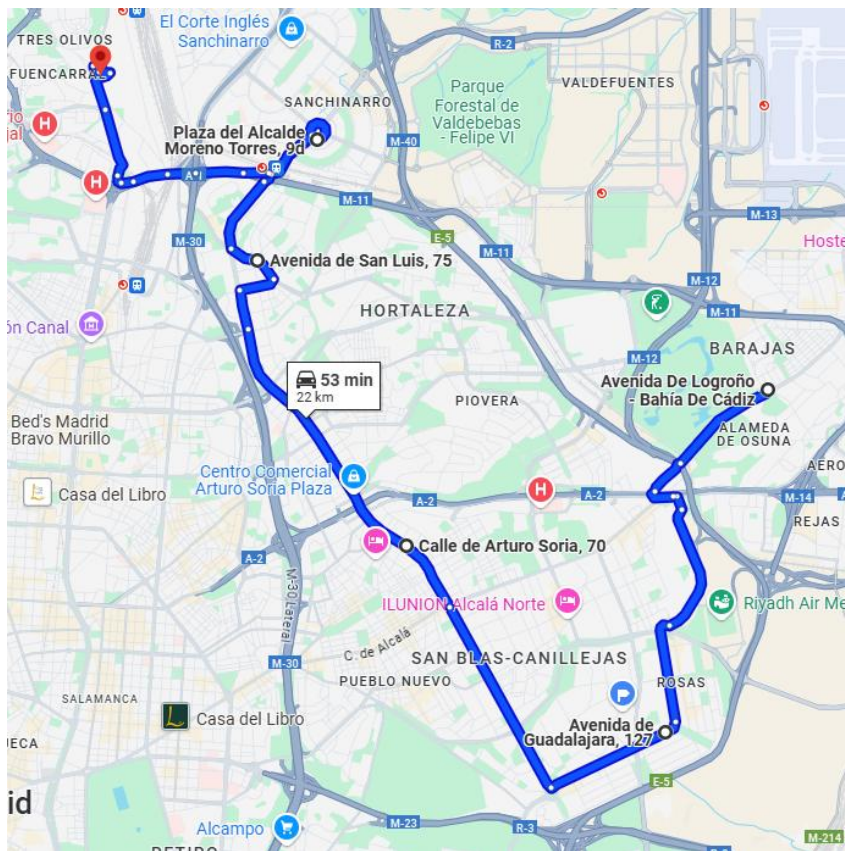 TRES OLIVOS
El Corte Inglés
Sanchinarro
R-2
FUENCARRAL
Parque
Forestal de
Valdebebas
- Felipe VI
VALDEFUENTES
SANCHINARRO
H
Plaza del Alcalde
Moreno Torres, 9d
M-40
H
A-1
M-11
M-13
M-30
E-5
M-11
Hoste
Avenida de San Luis, 75
M-12
M-11
HORTALEZA
ón Canal
M-12
BARAJAS
53 min
22 km
Avenida De Logroño
- Bahía De Cádiz
PIOVERA
Bed's Madrid
Bravo Murillo
ALAMEDA
DE OSUNA
Centro Comercial
Arturo Soria Plaza
AERO
Casa del Libro
A-2
H
A-2
M-14
REJAS
Calle de Arturo Soria, 70
A-2
M-30 Lateral
ILUNION Alcalá Norte
Riyadh Air Me
C. de Alcalá
SAN BLAS-CANILLEJAS
M-30
PUEBLO NUEVO
ROSAS
SALAMANCA
Casa del Libro
Avenida de
Guadalajara, 127
UECA
E-5
id
M-23
R-3
Alcampo
M-214
RETIRO